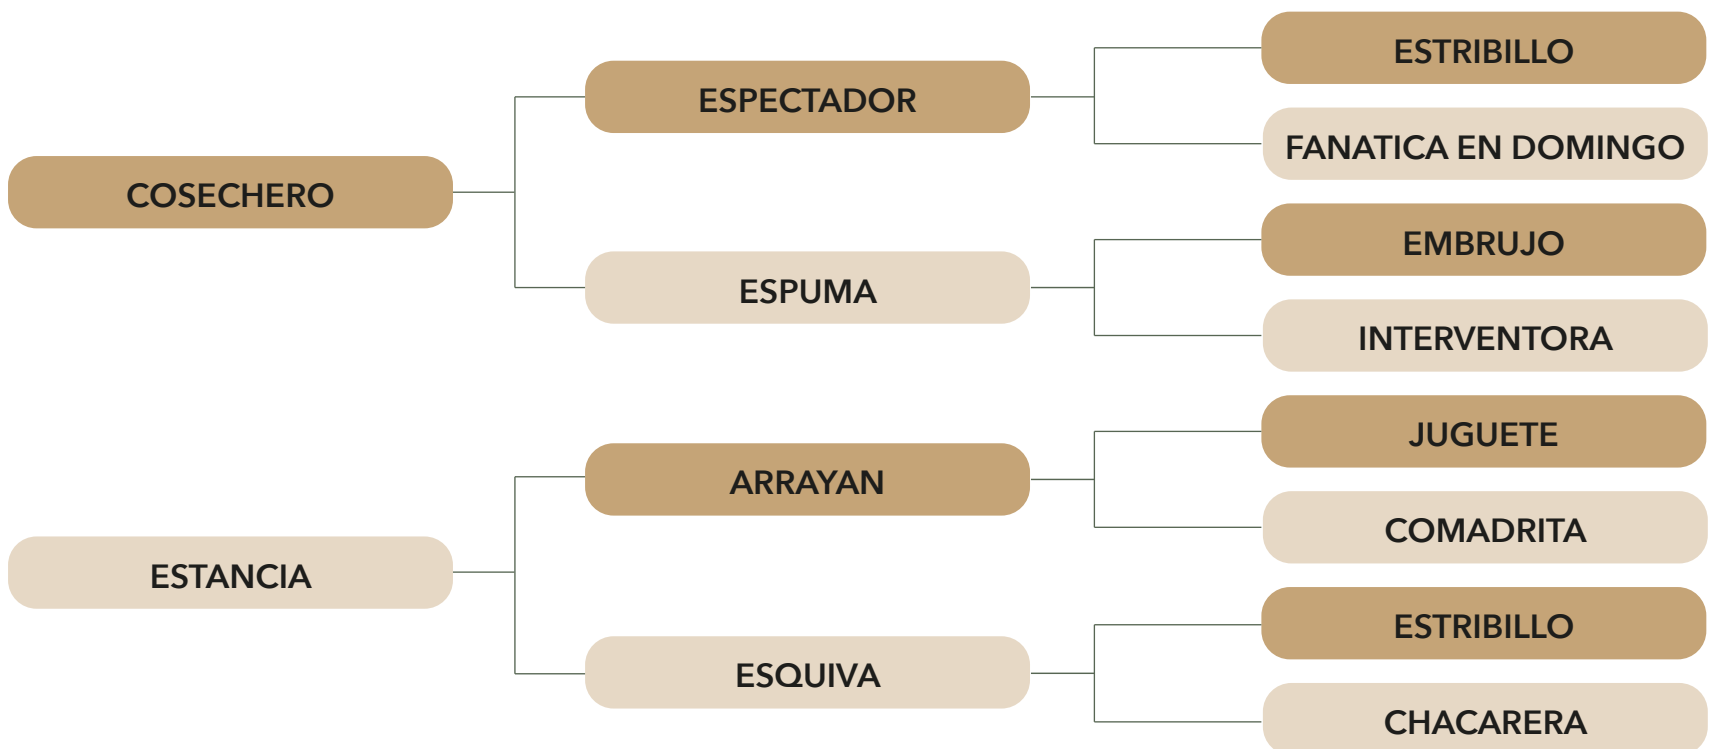 COSECHERO
ESPECTADOR
ESTRIBILLO
FANATICA EN DOMINGO
ESPUMA
EMBRUJO
INTERVENTORA
ESTANCIA
ARRAYAN
JUGUETE
COMADRITA
ESQUIVA
ESTRIBILLO
CHACARERA